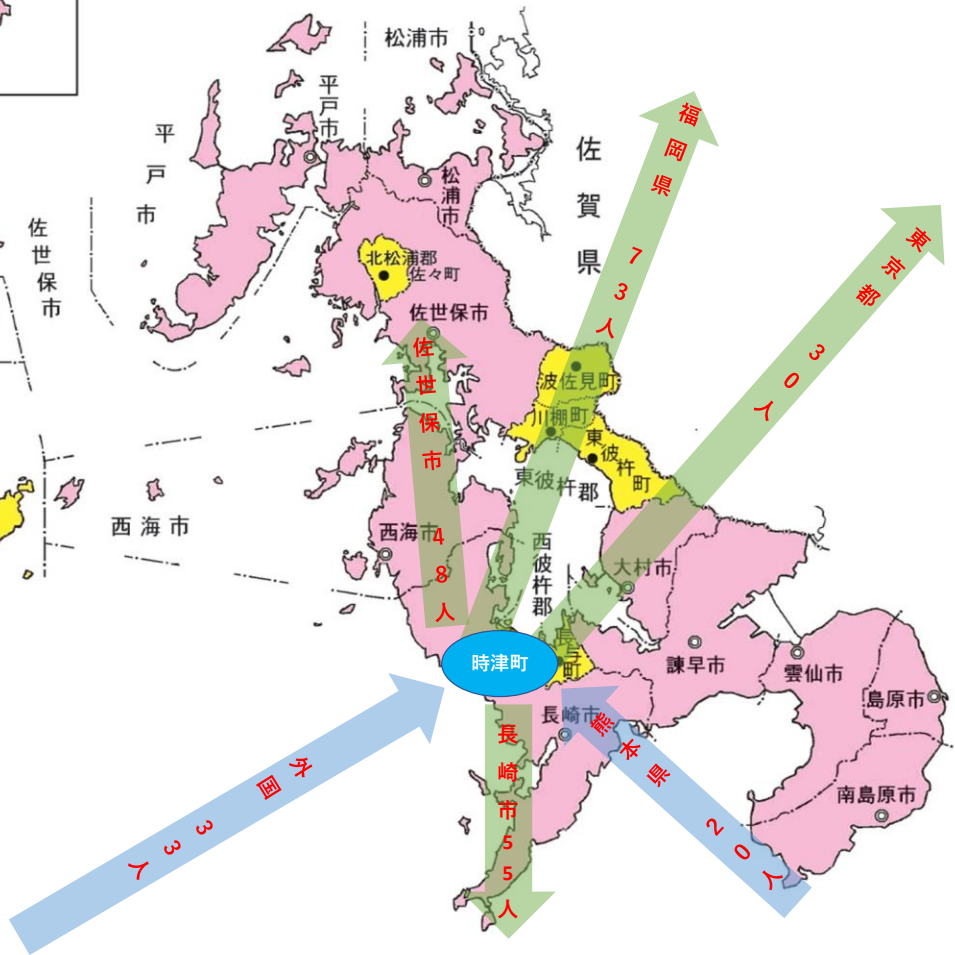 松浦市
平戸市
平戸市
佐世保市
松浦市
佐賀県
福岡県 73人
東京都 30人
北松浦郡
佐々町
佐世保市
佐世保市 48人
波佐見町
川棚町
東彼杵町
東彼杵郡
西海市
西海市
西彼杵郡
大村市
長与町
時津町
諫早市
雲仙市
島原市
南島原市
長崎市
長崎市55人
熊本県 20人
外国 33人